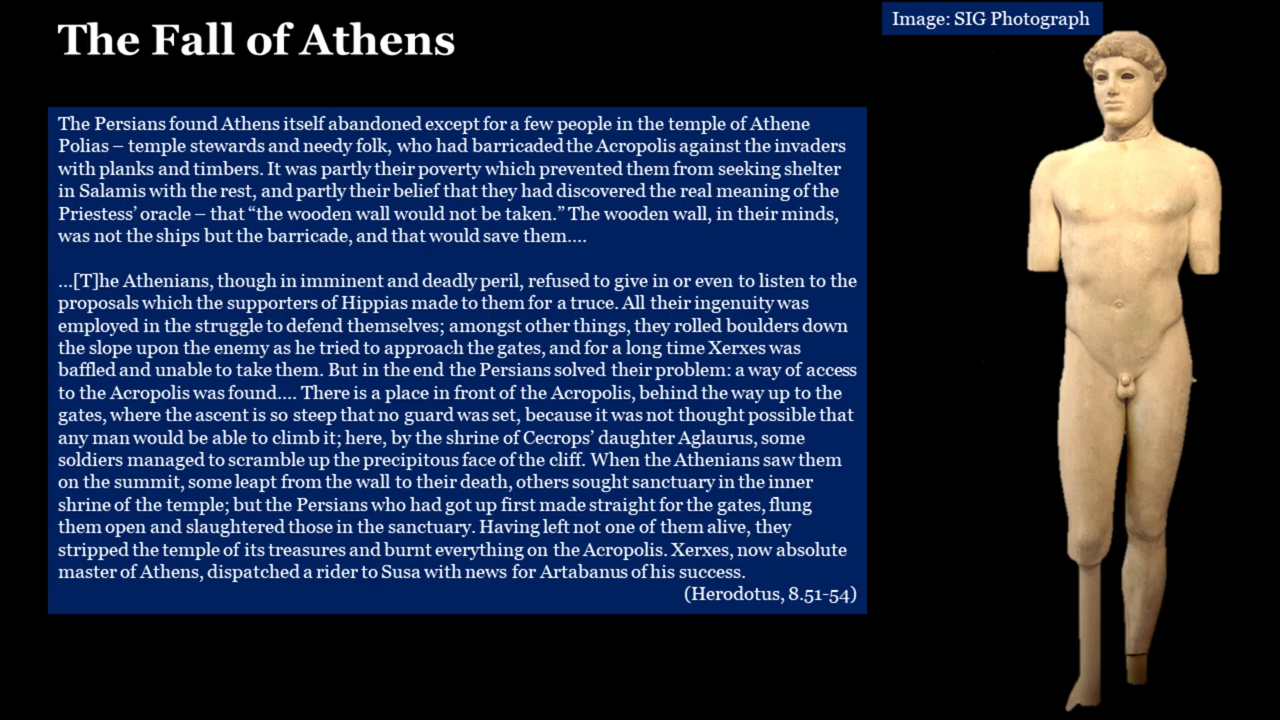 The Fall of Athens
Image: SIG Photograph
The Persians found Athens itself abandoned except for a few people in the temple of Athene
Polias – temple stewards and needy folk, who had barricaded the Acropolis against the invaders
with planks and timbers. It was partly their poverty which prevented them from seeking shelter
in Salamis with the rest, and partly their belief that they had discovered the real meaning of the
Priestess’ oracle – that “the wooden wall would not be taken.” The wooden wall, in their minds,
was not the ships but the barricade, and that would save them….
…[T]he Athenians, though in imminent and deadly peril, refused to give in or even to listen to the
proposals which the supporters of Hippias made to them for a truce. All their ingenuity was
employed in the struggle to defend themselves; amongst other things, they rolled boulders down
the slope upon the enemy as he tried to approach the gates, and for a long time Xerxes was
baffled and unable to take them. But in the end the Persians solved their problem: a way of access
to the Acropolis was found…. There is a place in front of the Acropolis, behind the way up to the
gates, where the ascent is so steep that no guard was set, because it was not thought possible that
any man would be able to climb it; here, by the shrine of Cecrops’ daughter Aglaurus, some
soldiers managed to scramble up the precipitous face of the cliff. When the Athenians saw them
on the summit, some leapt from the wall to their death, others sought sanctuary in the inner
shrine of the temple; but the Persians who had got up first made straight for the gates, flung
them open and slaughtered those in the sanctuary. Having left not one of them alive, they
stripped the temple of its treasures and burnt everything on the Acropolis. Xerxes, now absolute
master of Athens, dispatched a rider to Susa with news for Artabanus of his success.
(Herodotus, 8.51-54)